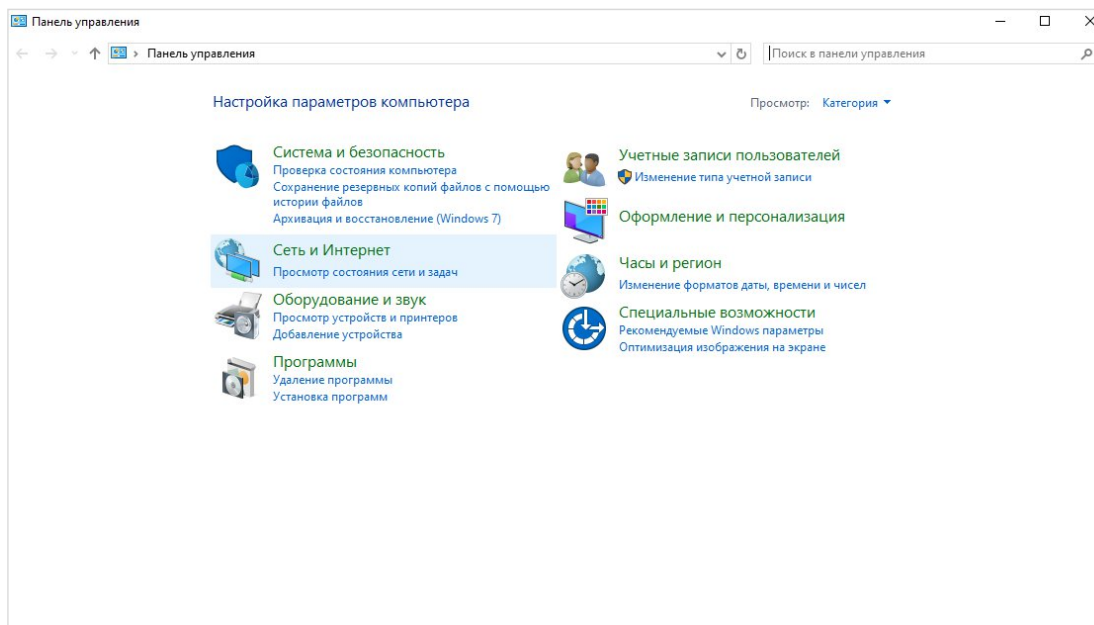 Панель управления
Панель управления
Поиск в панели управления
Настройка параметров компьютера
Просмотр: Категория
Система и безопасность
Проверка состояния компьютера
Сохранение резервных копий файлов с помощью
истории файлов
Архивация и восстановление (Windows 7)
Сеть и Интернет
Просмотр состояния сети и задач
Оборудование и звук
Просмотр устройств и принтеров
Добавление устройства
Программы
Удаление программы
Установка программ
Учетные записи пользователей
Изменение типа учетной записи
Оформление и персонализация
Часы и регион
Изменение форматов даты, времени и чисел
Специальные возможности
Рекомендуемые Windows параметры
Оптимизация изображения на экране